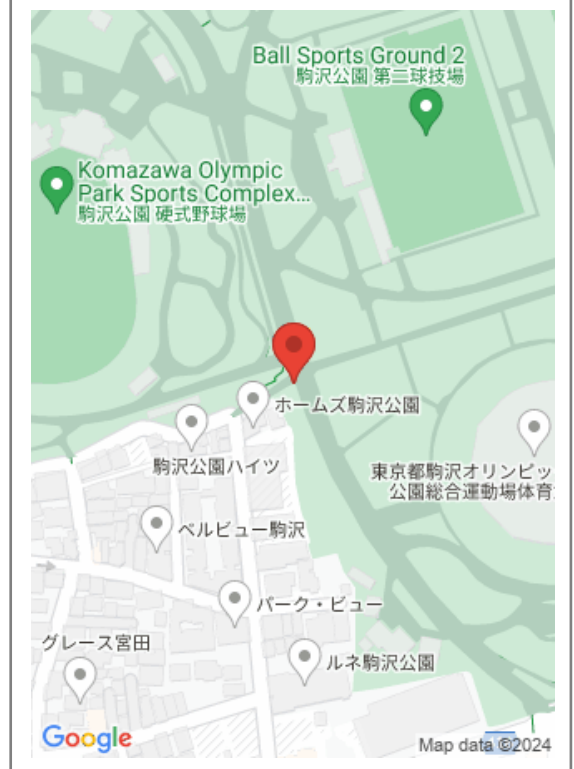 Ball Sports Ground 2
駒沢公園 第二球技場
Komazawa Olympic
Park Sports Complex...
駒沢公園 硬式野球場
ホームズ駒沢公園
駒沢公園ハイツ
東京都駒沢オリンピッ
公園総合運動場体育
ベルビュー駒沢
パーク・ビュー
グレース宮田
ルネ駒沢公園
Google
Map data ©2024